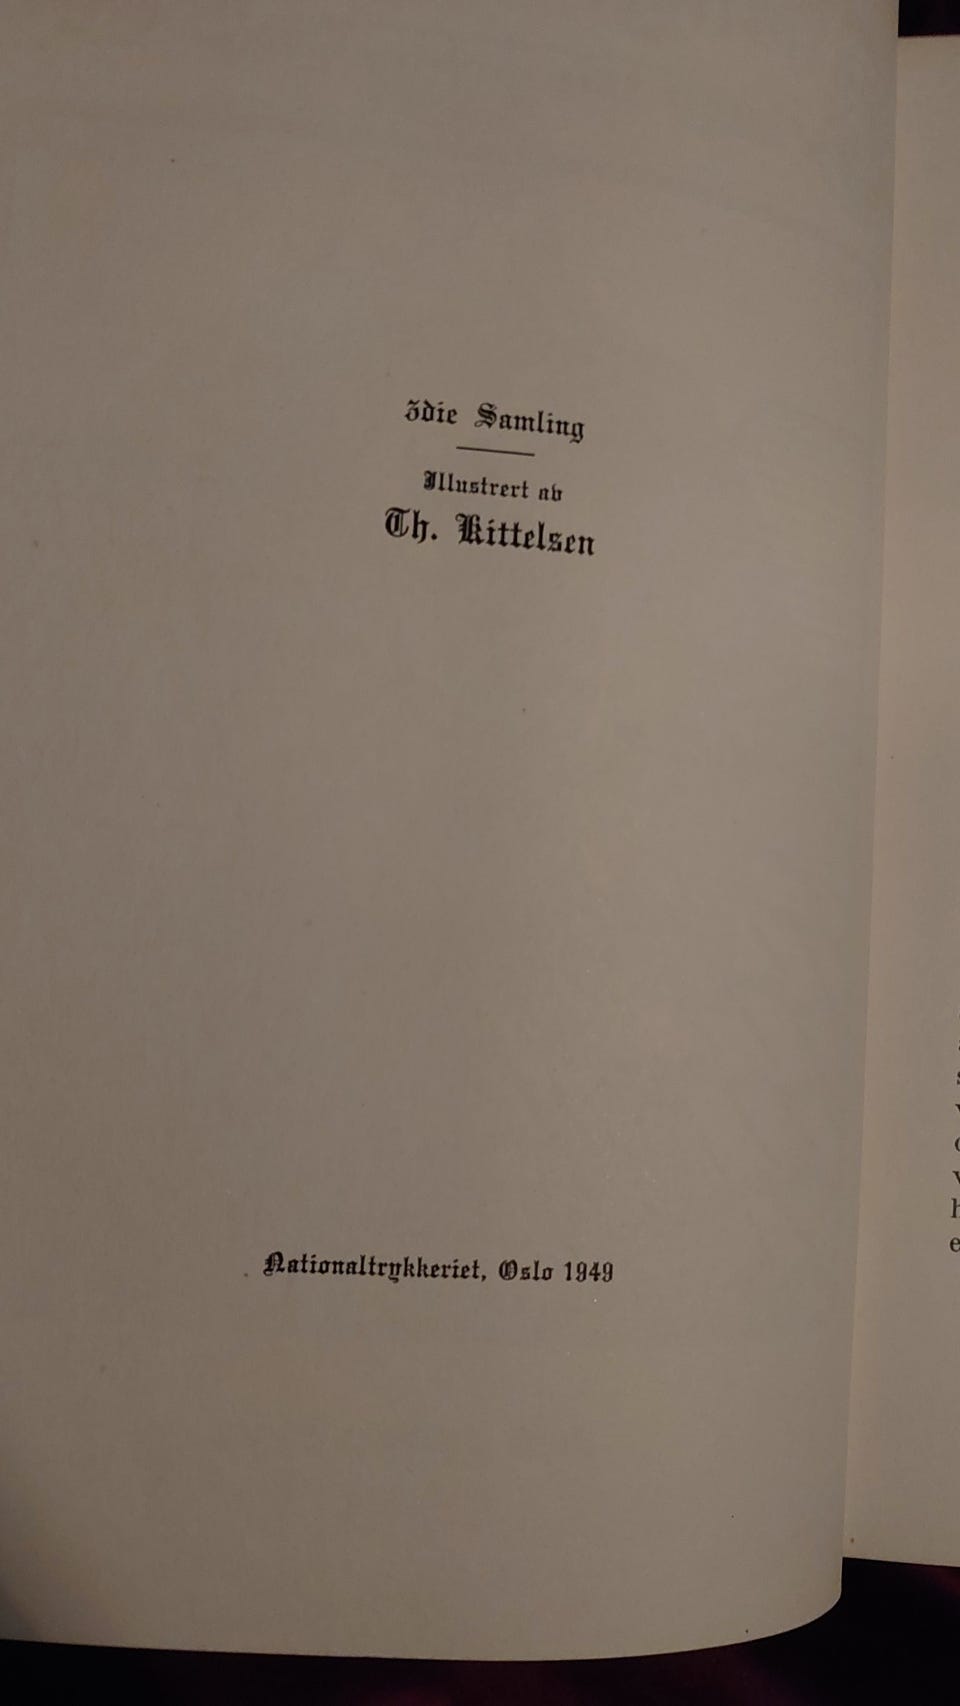 3die Samling
Illustrert av
Th. Kittelsen
Nationaltrykkeriet, Oslo 1949